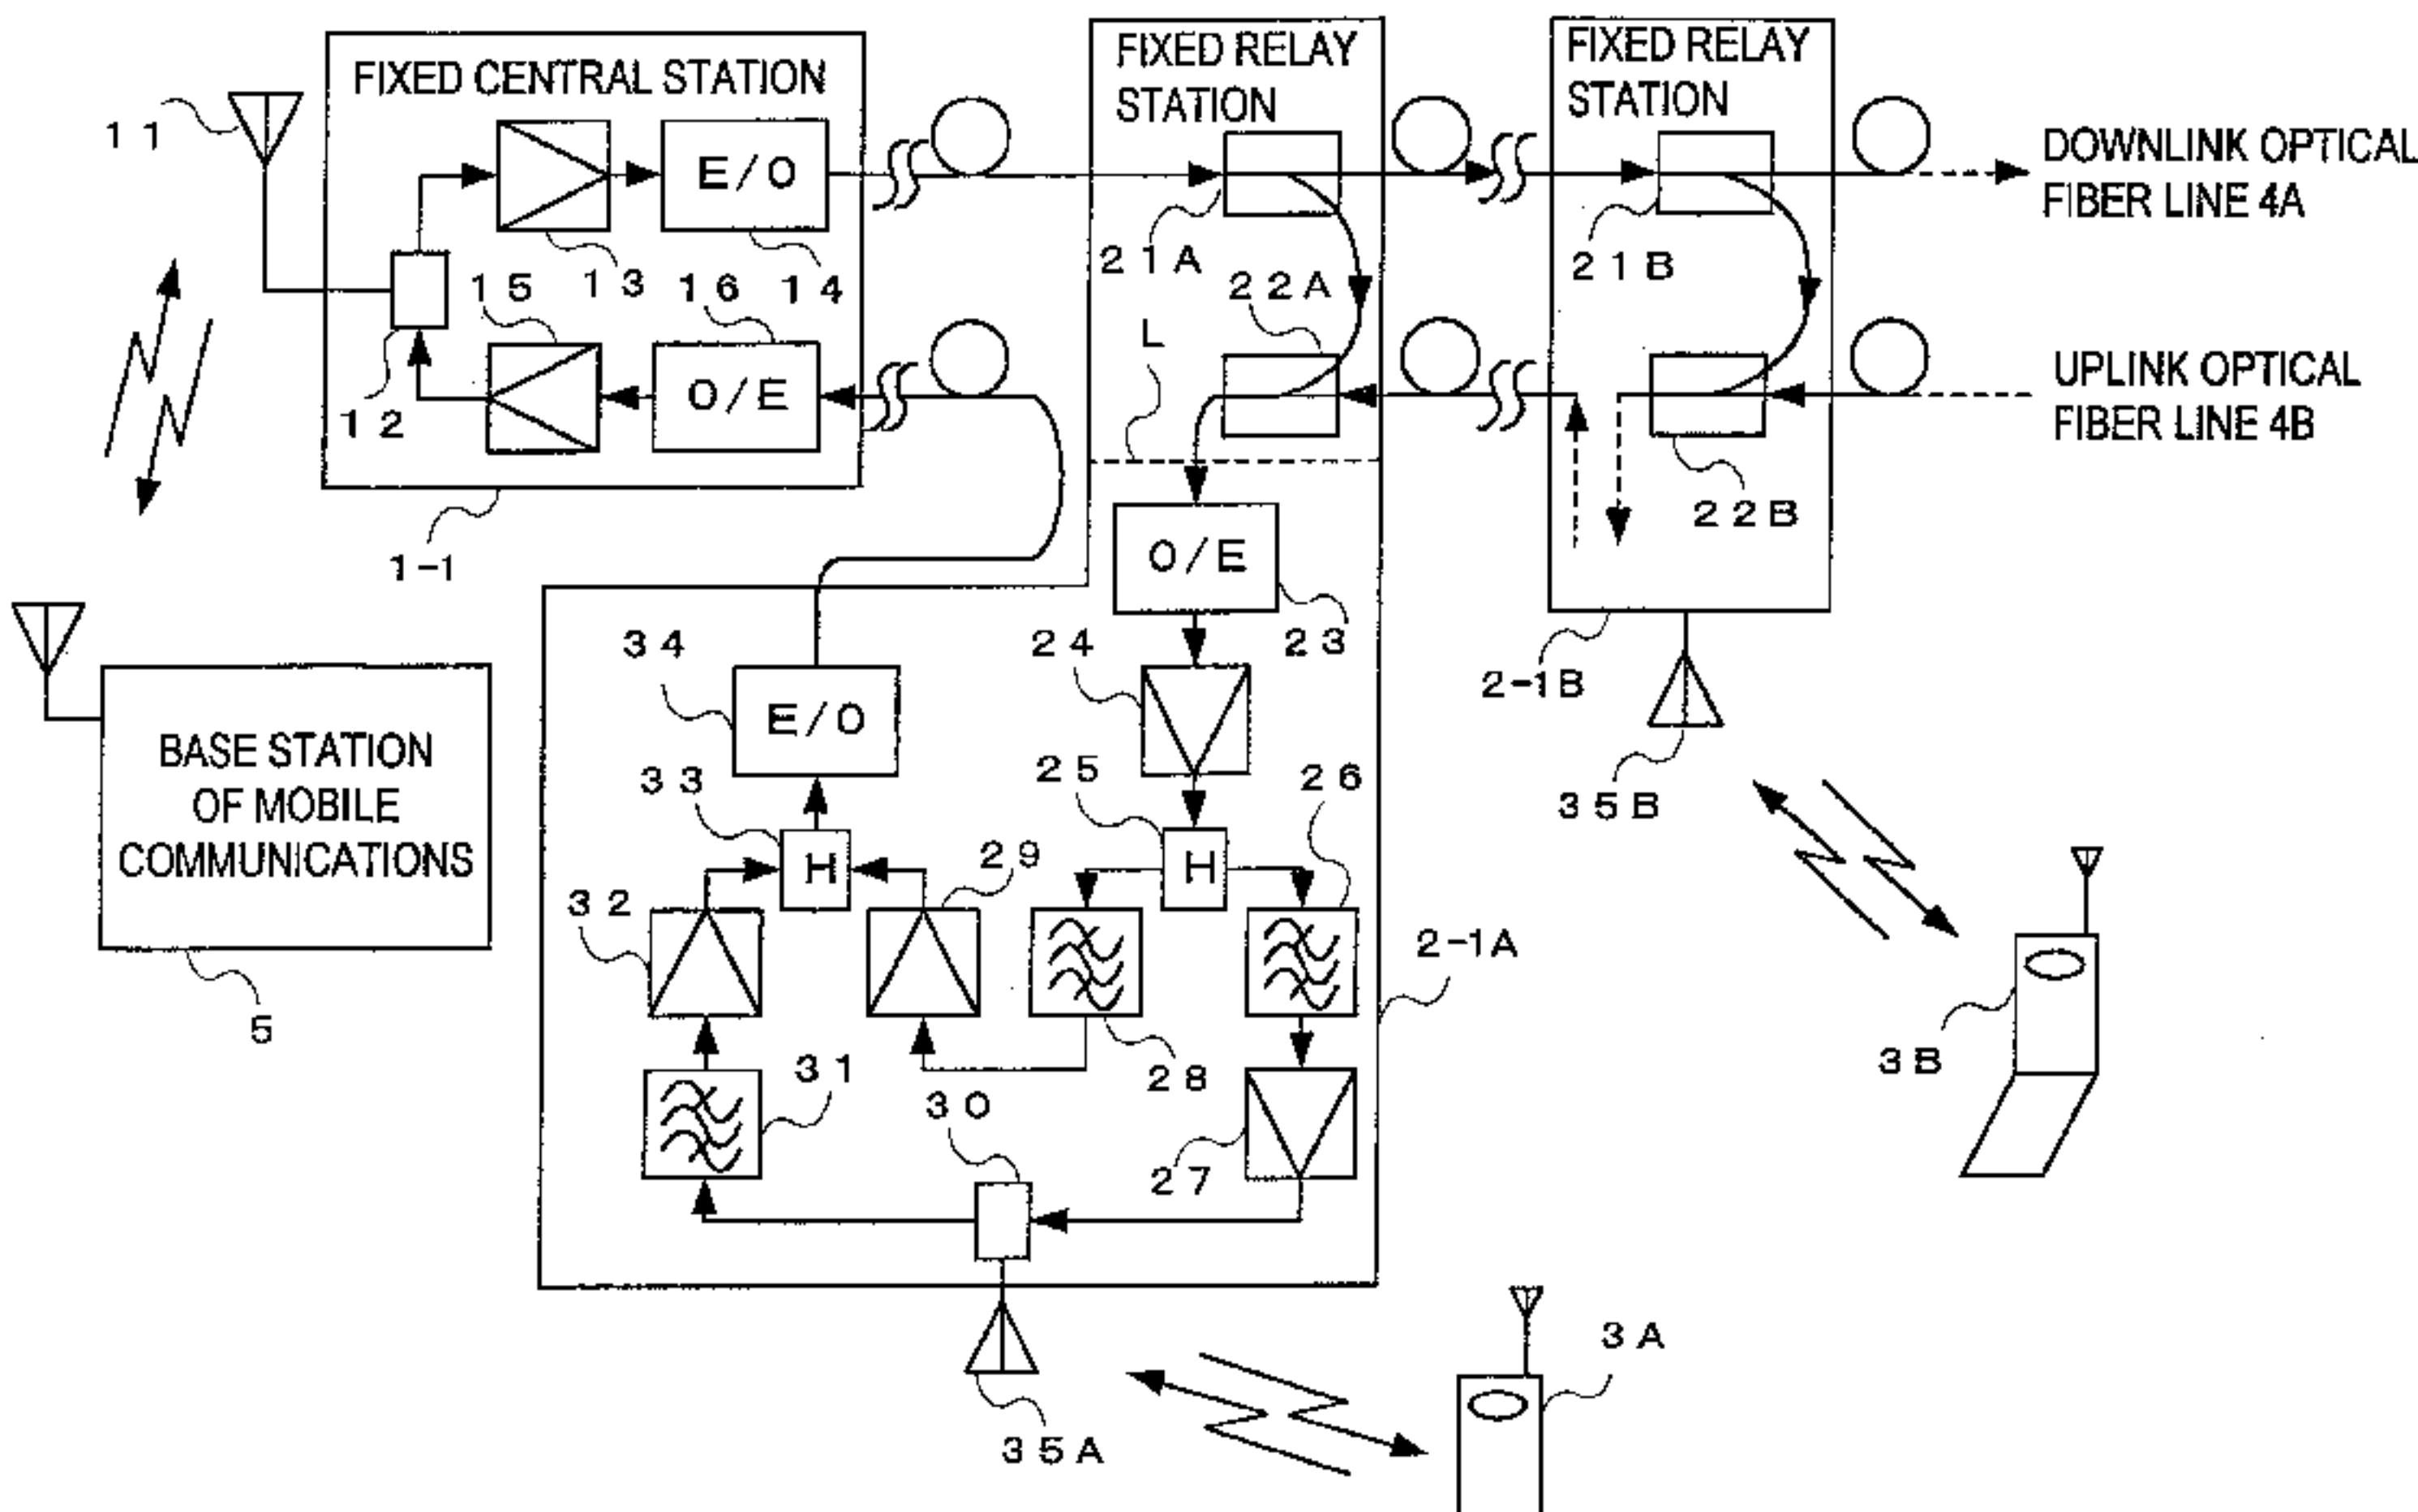 FIXED CENTRAL STATION
FIXED RELAY
STATION
FIXED RELAY
STATION
11
E/O
DOWNLINK OPTICAL
FIBER LINE 4A
21A
21B
13
14
15
16
22A
L
12
O/E
UPLINK OPTICAL
FIBER LINE 4B
22B
1-1
O/E
23
34
24
2-1B
E/O
BASE STATION
OF MOBILE
COMMUNICATIONS
33
25
26
35B
H
29
H
32
2-1A
5
31
30
28
3B
27
3A
35A